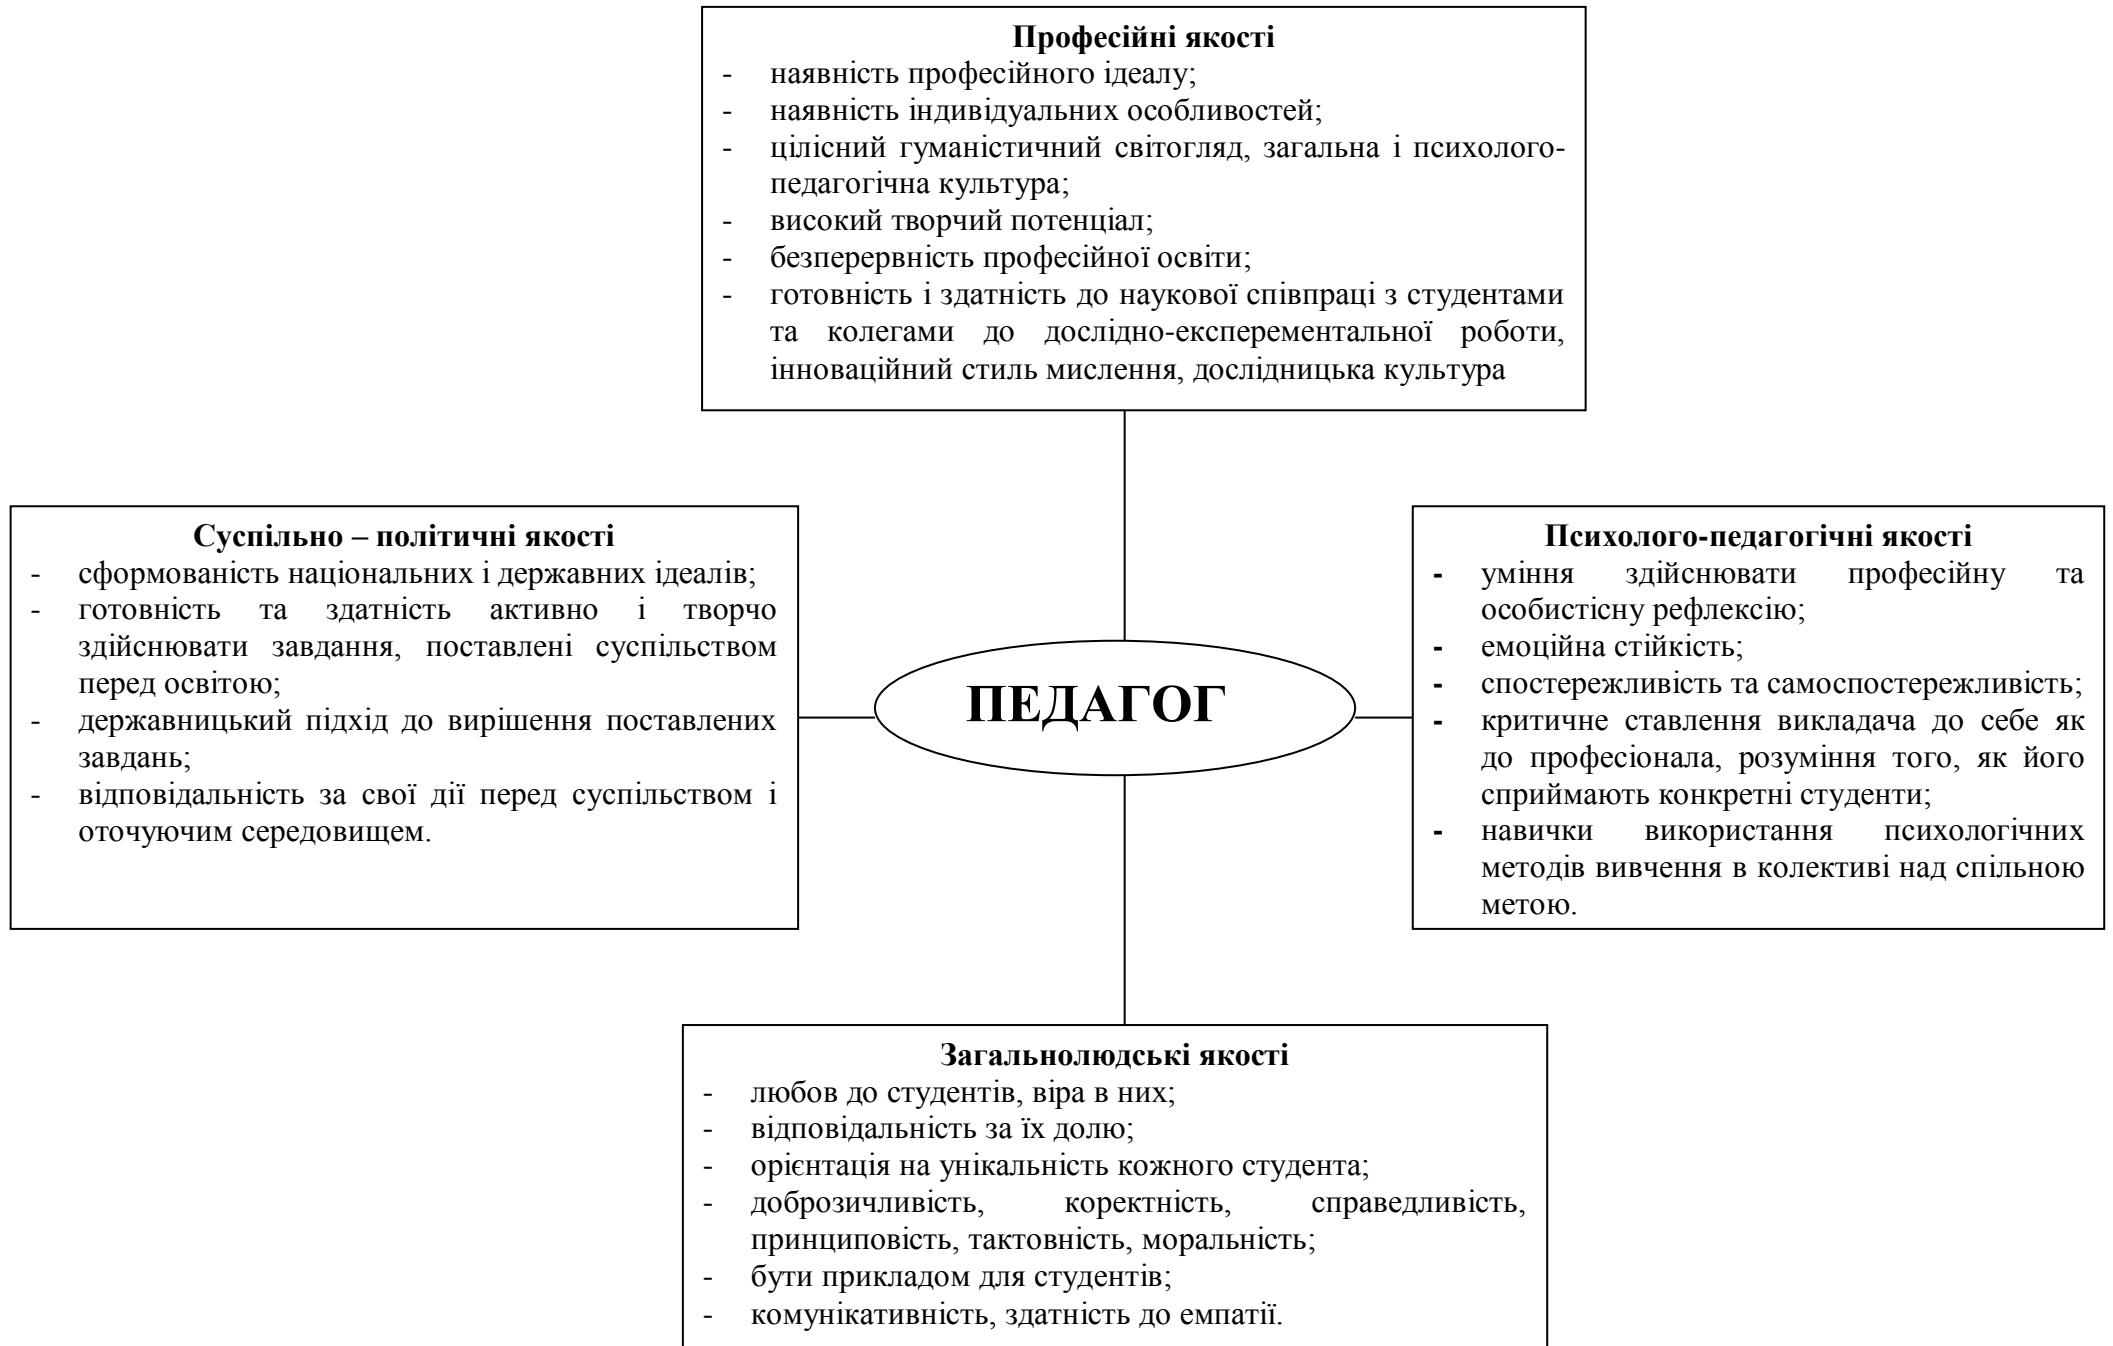 Професійні якості
- наявність професійного ідеалу;
- наявність індивідуальних особливостей;
- цілісний гуманістичний світогляд, загальна і психолого-
педагогічна культура;
- високий творчий потенціал;
- безперервність професійної освіти;
- готовність і здатність до наукової співпраці з студентами
та колегами до дослідно-експерементальної роботи,
інноваційний стиль мислення, дослідницька культура
Суспільно – політичні якості
- сформованість національних і державних ідеалів;
- готовність та здатність активно і творчо
здійснювати завдання, поставлені суспільством
перед освітою;
- державницький підхід до вирішення поставлених
завдань;
- відповідальність за свої дії перед суспільством і
оточуючим середовищем.
ПЕДАГОГ
Психолого-педагогічні якості
- уміння здійснювати професійну та
особистісну рефлексію;
- емоційна стійкість;
- спостережливість та самоспостережливість;
- критичне ставлення викладача до себе як
до професіонала, розуміння того, як його
сприймають конкретні студенти;
- навички використання психологічних
методів вивчення в колективі над спільною
метою.
Загальнолюдські якості
- любов до студентів, віра в них;
- відповідальність за їх долю;
- орієнтація на унікальність кожного студента;
- доброзичливість, коректність, справедливість,
принциповість, тактовність, моральність;
- бути прикладом для студентів;
- комунікативність, здатність до емпатії.